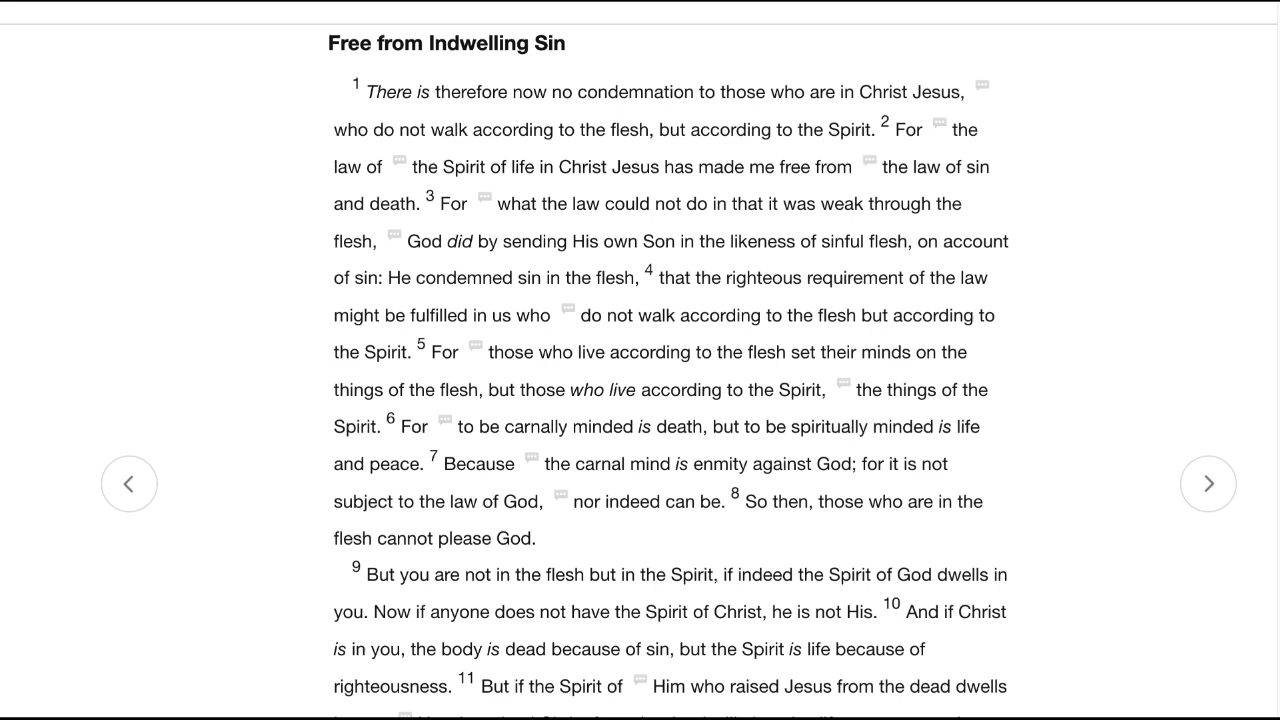 Free from Indwelling Sin
1 There is therefore now no condemnation to those who are in Christ Jesus,
who do not walk according to the flesh, but according to the Spirit. 2 For the
law of the Spirit of life in Christ Jesus has made me free from the law of sin
and death. 3 For what the law could not do in that it was weak through the
flesh, God did by sending His own Son in the likeness of sinful flesh, on account
of sin: He condemned sin in the flesh, 4 that the righteous requirement of the law
might be fulfilled in us who do not walk according to the flesh but according to
the Spirit. 5 For those who live according to the flesh set their minds on the
things of the flesh, but those who live according to the Spirit, the things of the
Spirit. 6 For to be carnally minded is death, but to be spiritually minded is life
and peace. 7 Because the carnal mind is enmity against God; for it is not
subject to the law of God, nor indeed can be. 8 So then, those who are in the
flesh cannot please God.
9 But you are not in the flesh but in the Spirit, if indeed the Spirit of God dwells in
you. Now if anyone does not have the Spirit of Christ, he is not His. 10 And if Christ
is in you, the body is dead because of sin, but the Spirit is life because of
righteousness. 11 But if the Spirit of Him who raised Jesus from the dead dwells